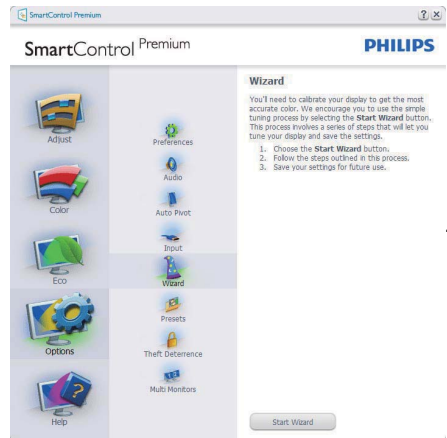 SmartControl Premium
? X
SmartControl Premium
PHILIPS
Adjust
Color
Eco
Options
Help
Preferences
Audio
Auto Pivot
Input
Wizard
Presets
Theft Deterrence
Multi Monitors
Wizard
You'll need to calibrate your display to get the most
accurate color. We encourage you to use the simple
tuning process by selecting the Start Wizard button.
This process involves a series of steps that will let you
tune your display and save the settings.
1. Choose the Start Wizard button.
2. Follow the steps outlined in this process.
3. Save your settings for future use.
Start Wizard